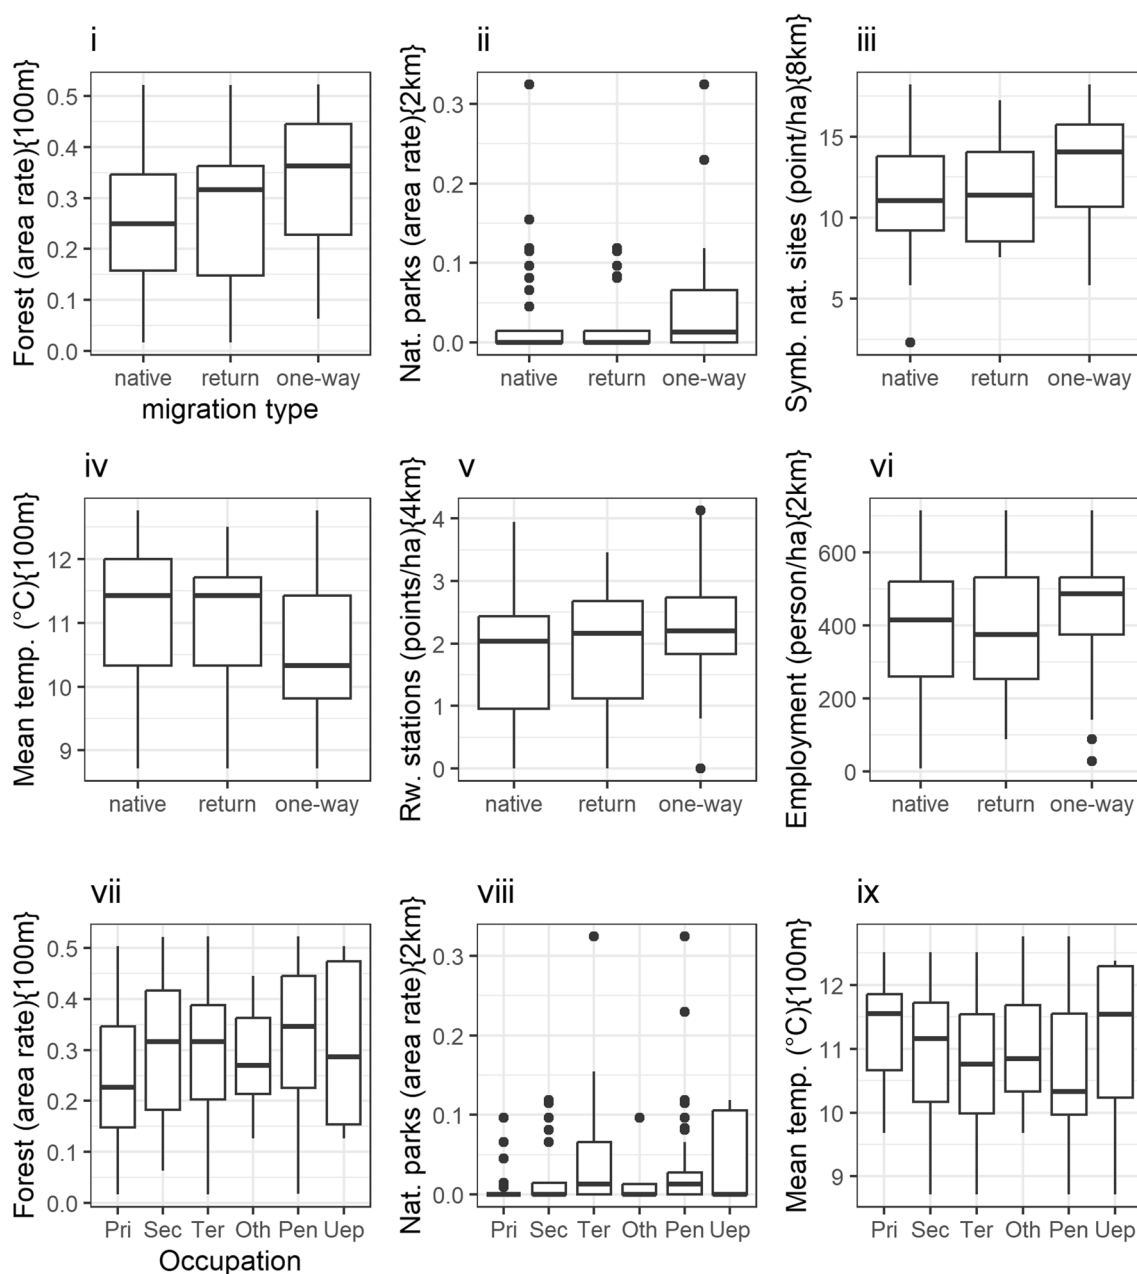 i
Forest (area rate){100m}
0.5
0.4
0.3
0.2
0.1
0.0
native return one-way
migration type
ii
Nat. parks (area rate){2km}
0.3
0.2
0.1
0.0
native return one-way
iii
Symb. nat. sites (point/ha){8km}
15
10
5
native return one-way
iv
Mean temp. (°C){100m}
12
11
10
9
native return one-way
v
Rw. stations (points/ha){4km}
4
3
2
1
0
native return one-way
vi
Employment (person/ha){2km}
600
400
200
0
native return one-way
vii
Forest (area rate){100m}
0.5
0.4
0.3
0.2
0.1
0.0
Pri Sec Ter Oth Pen Uep
Occupation
viii
Nat. parks (area rate){2km}
0.3
0.2
0.1
0.0
Pri Sec Ter Oth Pen Uep
ix
Mean temp. (°C){100m}
12
11
10
9
Pri Sec Ter Oth Pen Uep